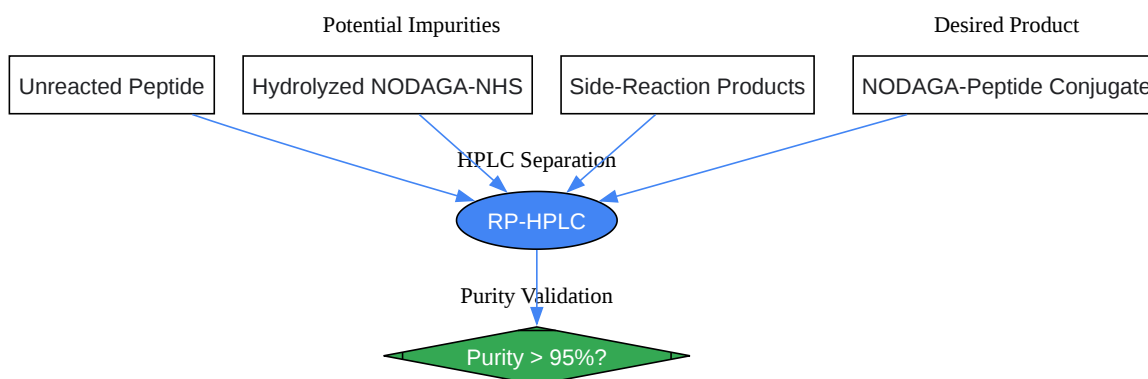 Potential Impurities
Desired Product
Unreacted Peptide
Hydrolyzed NODAGA-NHS
Side-Reaction Products
NODAGA-Peptide Conjugate
HPLC Separation
RP-HPLC
Purity Validation
Purity > 95%?